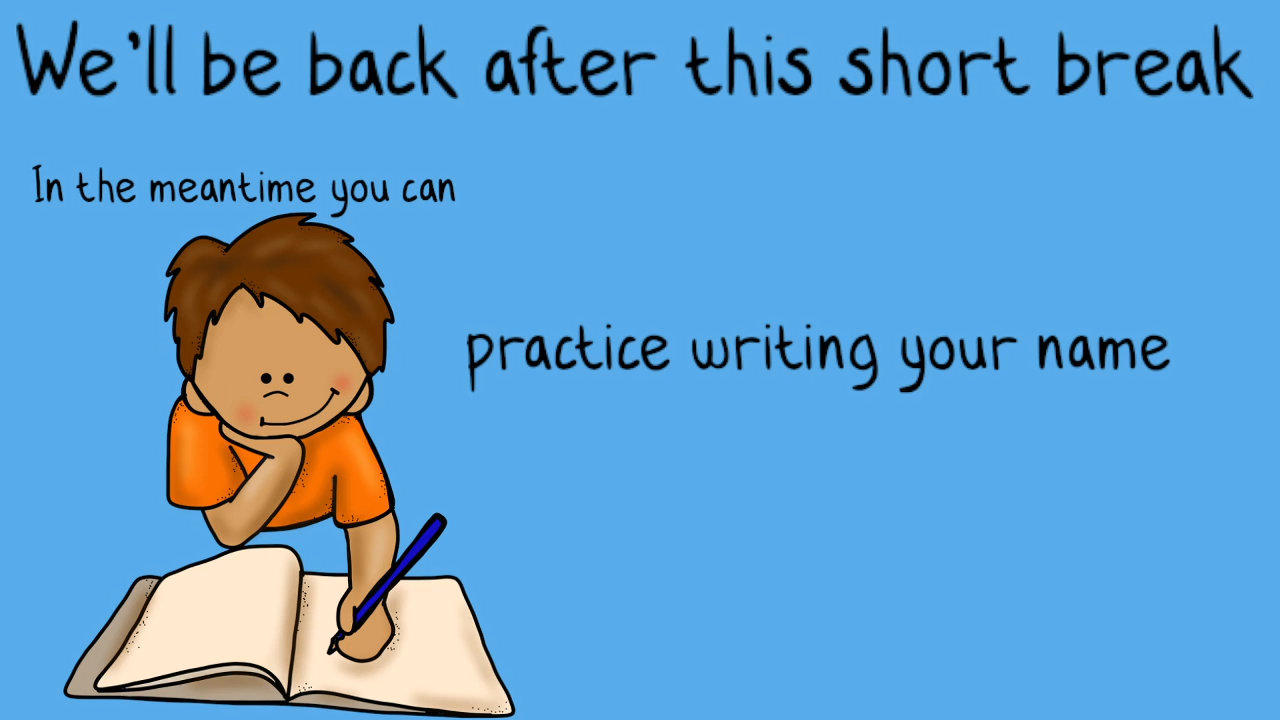 We'll be back after this short break
In the meantime you can
practice writing your name